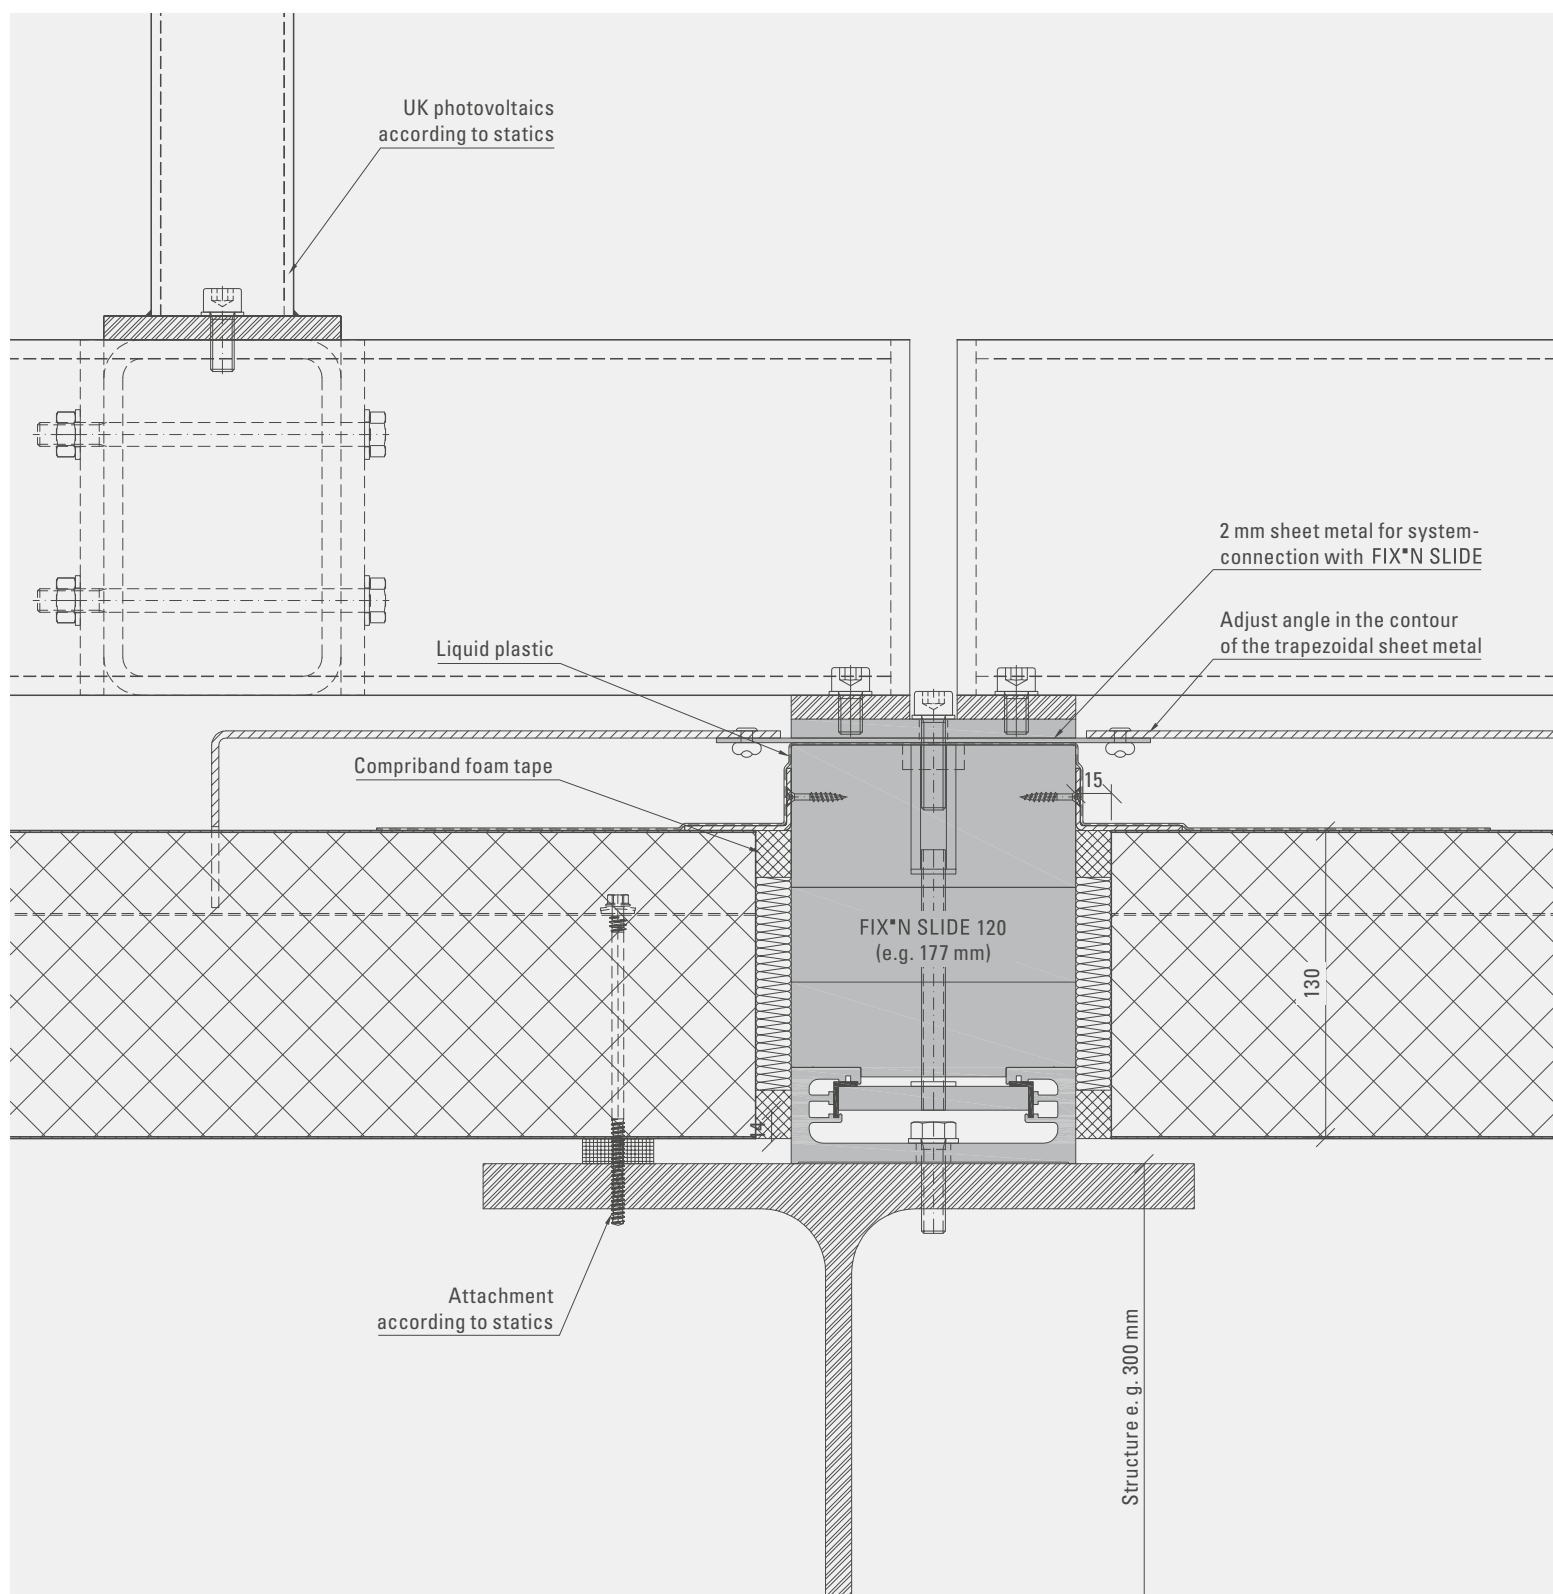 UK photovoltaics
according to statics
2 mm sheet metal for system-
connection with FIX■N SLIDE
Adjust angle in the contour
of the trapezoidal sheet metal
Liquid plastic
Compriband foam tape
15
FIX■N SLIDE 120
(e.g. 177 mm)
130
14
Attachment
according to statics
Structure e. g. 300 mm